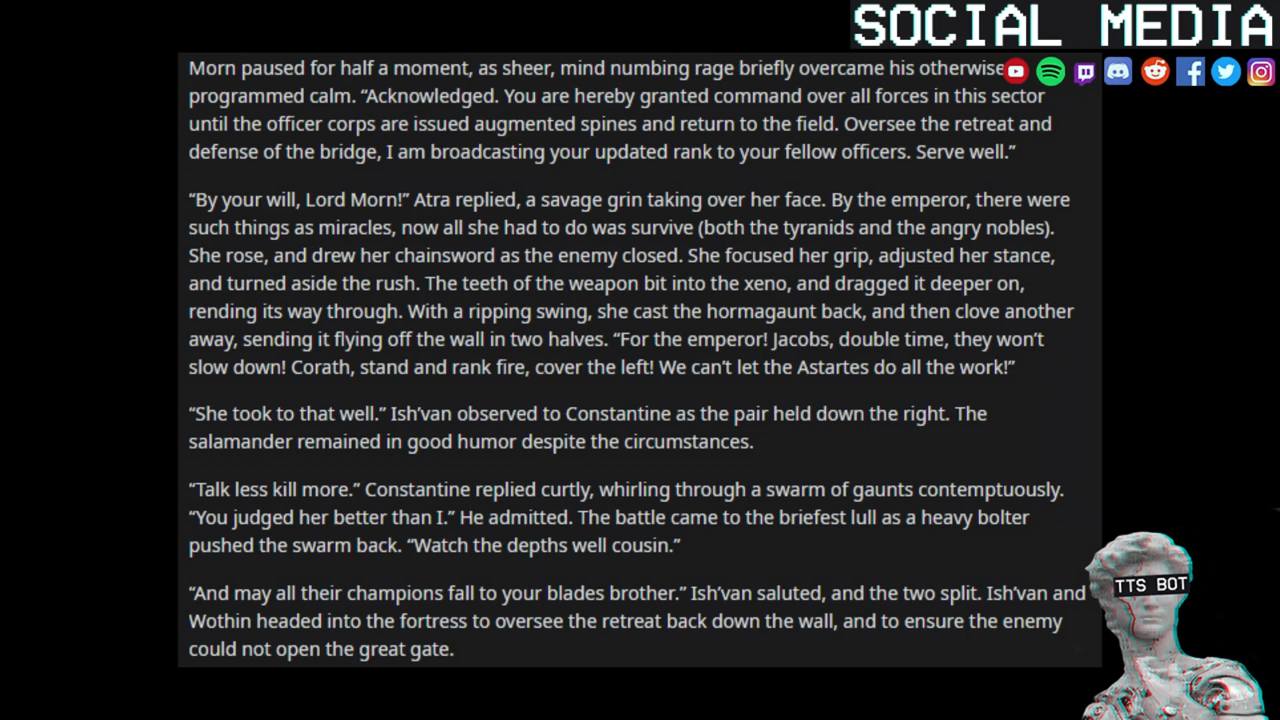 SOCIAL MEDIA
Morn paused for half a moment, as sheer, mind numbing rage briefly overcame his otherwise
programmed calm. “Acknowledged. You are hereby granted command over all forces in this sector
until the officer corps are issued augmented spines and return to the field. Oversee the retreat and
defense of the bridge, I am broadcasting your updated rank to your fellow officers. Serve well.”
“By your will, Lord Morn!” Atra replied, a savage grin taking over her face. By the emperor, there were
such things as miracles, now all she had to do was survive (both the tyranids and the angry nobles).
She rose, and drew her chainsword as the enemy closed. She focused her grip, adjusted her stance,
and turned aside the rush. The teeth of the weapon bit into the xeno, and dragged it deeper on,
rending its way through. With a ripping swing, she cast the hormagaunt back, and then clove another
away, sending it flying off the wall in two halves. “For the emperor! Jacobs, double time, they won’t
slow down! Corath, stand and rank fire, cover the left! We can’t let the Astartes do all the work!”
“She took to that well.” Ish’van observed to Constantine as the pair held down the right. The
salamander remained in good humor despite the circumstances.
“Talk less kill more.” Constantine replied curtly, whirling through a swarm of gaunts contemptuously.
“You judged her better than I.” He admitted. The battle came to the briefest lull as a heavy bolter
pushed the swarm back. “Watch the depths well cousin.”
“And may all their champions fall to your blades brother.” Ish’van saluted, and the two split. Ish’van and
Wothin headed into the fortress to oversee the retreat back down the wall, and to ensure the enemy
could not open the great gate.
TTS BOT